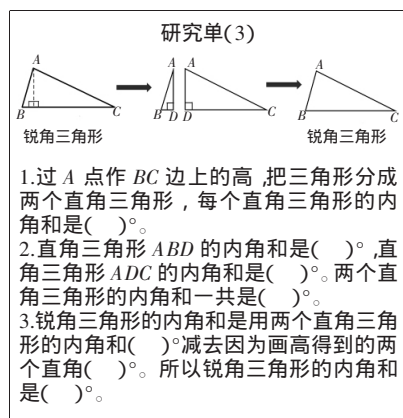 研究单(3)
A A A A
B C B D D C B C
锐角三角形 锐角三角形
1.过 A 点作 BC 边上的高,把三角形分成
两个直角三角形，每个直角三角形的内
角和是( )°。
2.直角三角形 ABD 的内角和是( )°,直
角三角形 ADC 的内角和是( )°。两个直
角三角形的内角和一共是( )°。
3.锐角三角形的内角和是用两个直角三角
形的内角和( )°减去因为画高得到的两
个直角( )°。所以锐角三角形的内角和
是( )°。